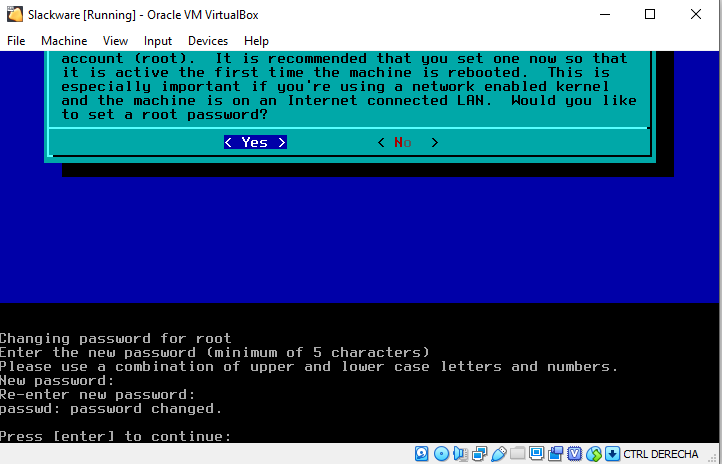 Slackware [Running] - Oracle VM VirtualBox
File Machine View Input Devices Help
account (root). It is recommended that you set one now so that
it is active the first time the machine is rebooted. This is
especially important if you're using a network enabled kernel
and the machine is on an Internet connected LAN. Would you like
to set a root password?
< Yes > < No >
Changing password for root
Enter the new password (minimum of 5 characters)
Please use a combination of upper and lower case letters and numbers.
New password:
Re-enter new password:
passwd: password changed.
Press [enter] to continue:
CTRL DERECHA